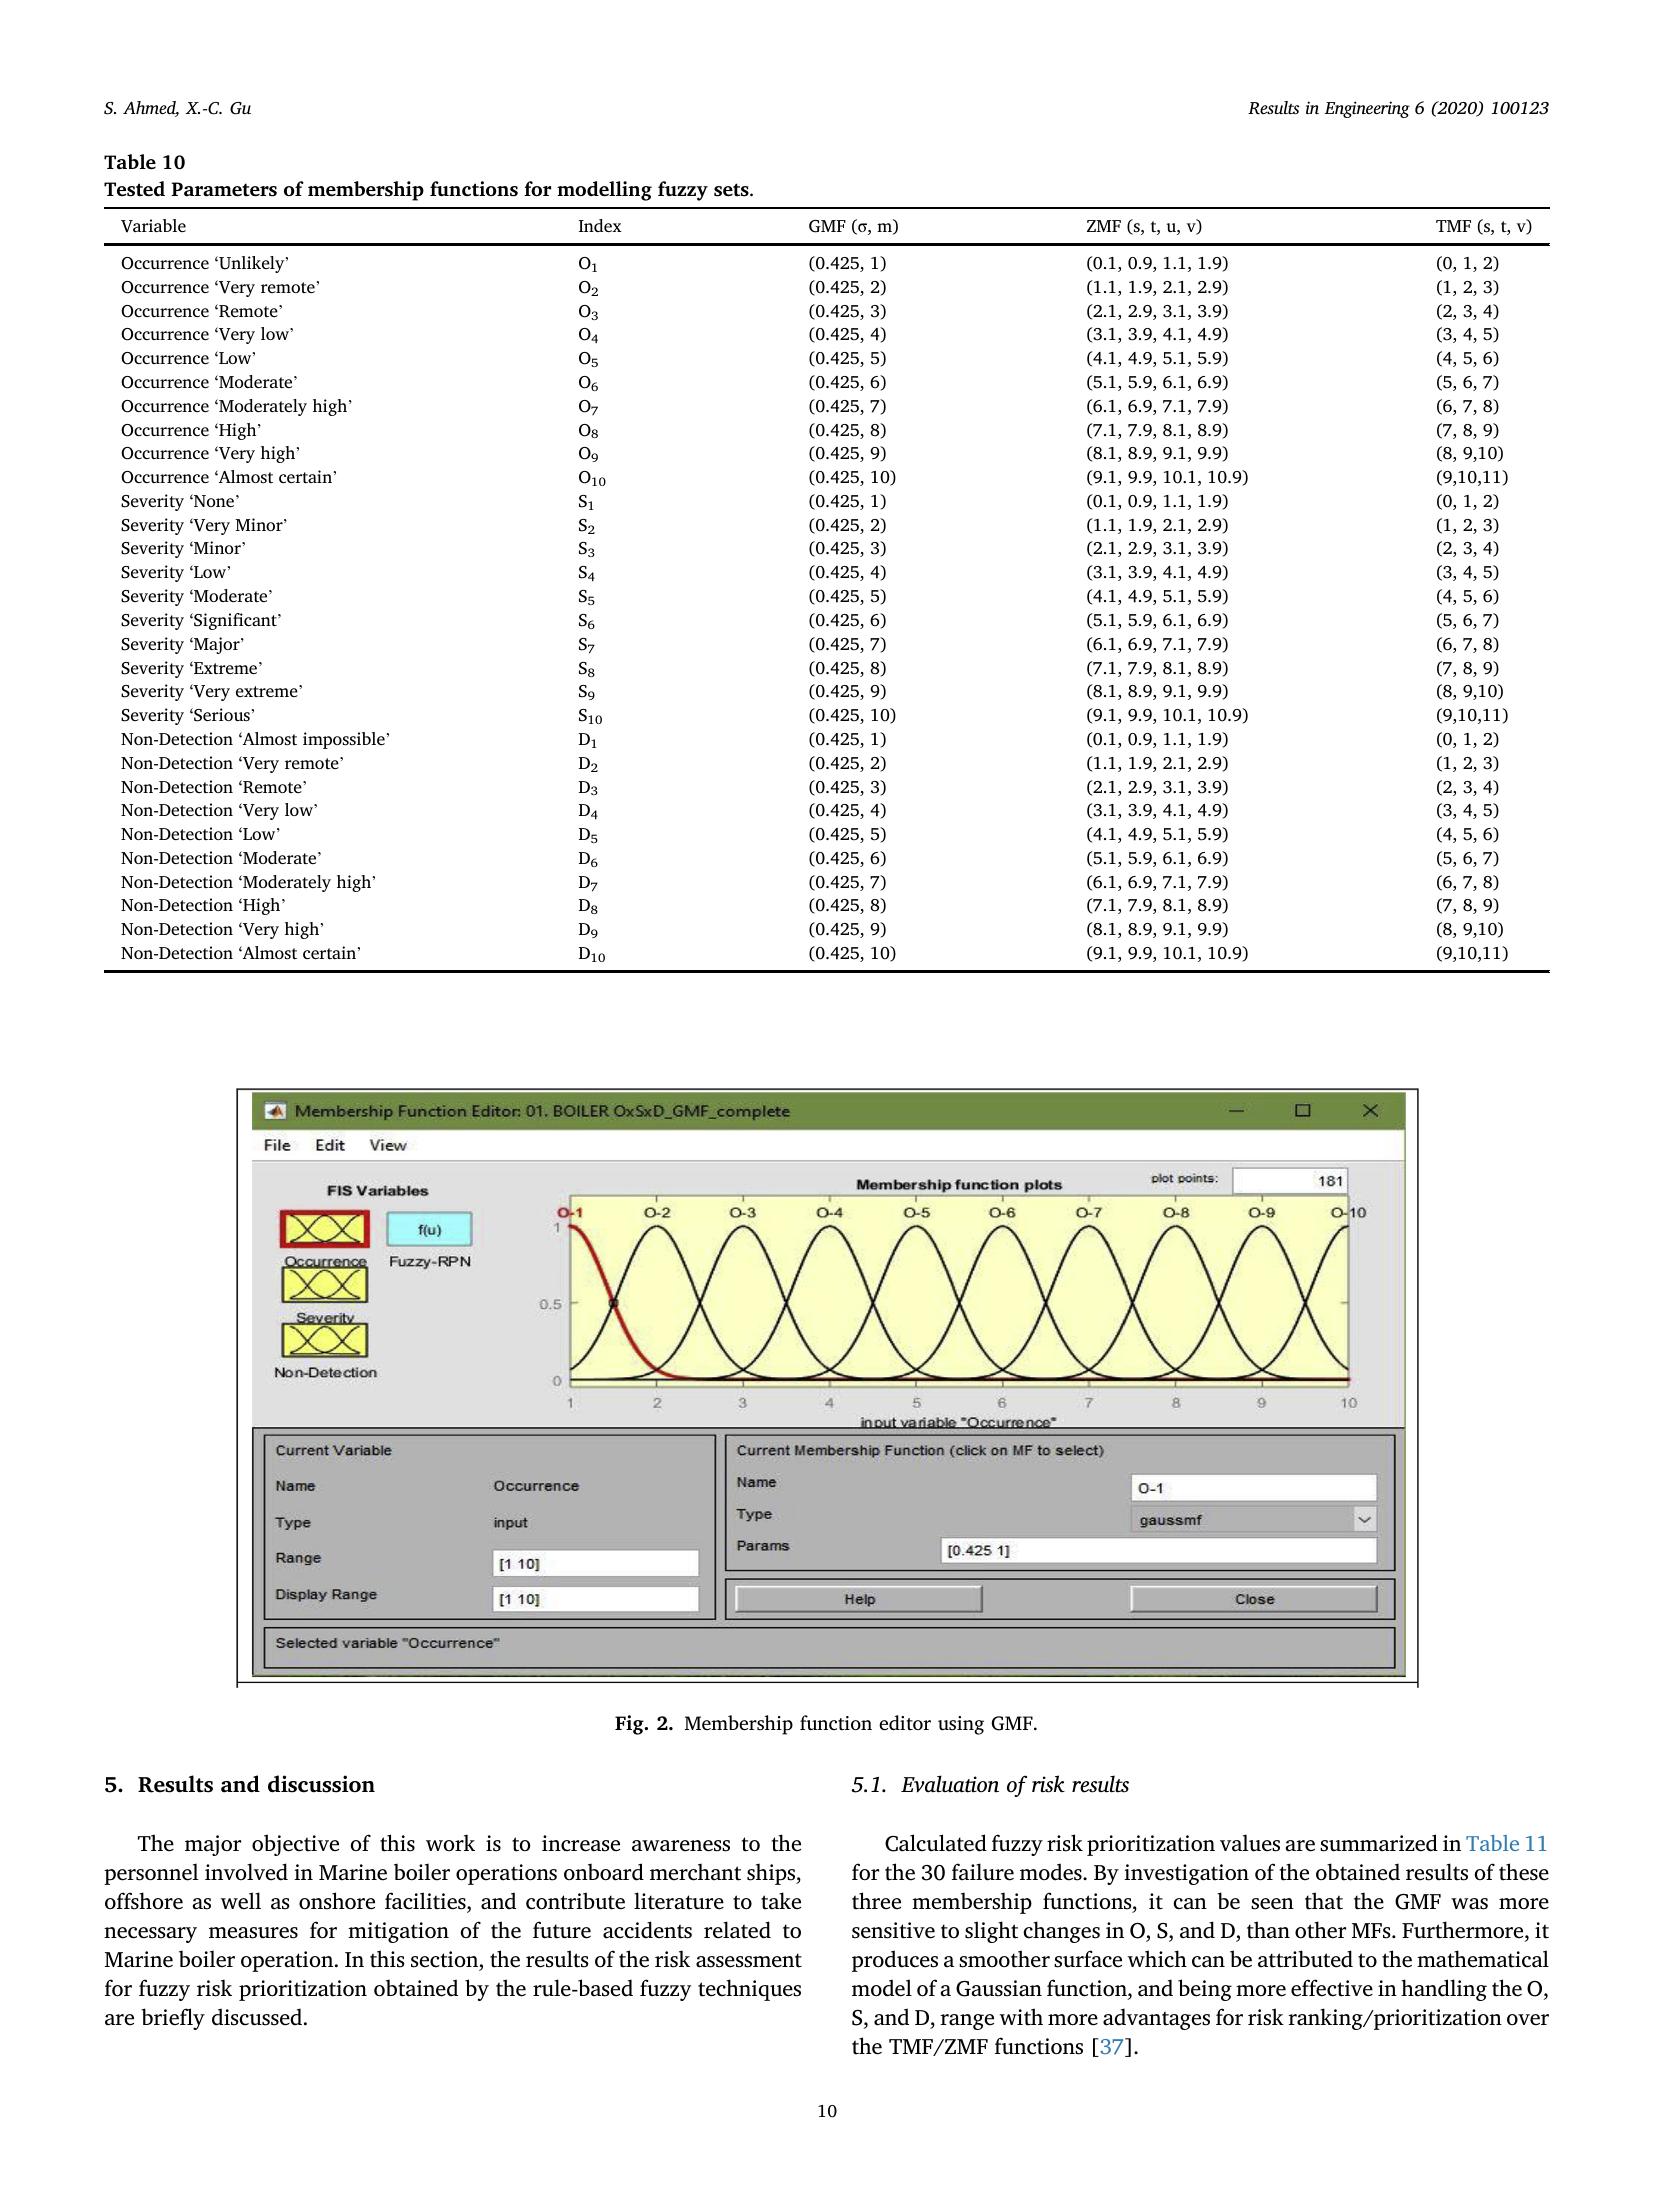 S. Ahmed, X.-C. Gu
Results in Engineering 6 (2020) 100123
Table 10
Tested Parameters of membership functions for modelling fuzzy sets.
Variable Index GMF (σ, m) ZMF (s, t, u, v) TMF (s, t, v)
Occurrence ‘Unlikely’ O1 (0.425, 1) (0.1, 0.9, 1.1, 1.9) (0, 1, 2)
Occurrence ‘Very remote’ O2 (0.425, 2) (1.1, 1.9, 2.1, 2.9) (1, 2, 3)
Occurrence ‘Remote’ O3 (0.425, 3) (2.1, 2.9, 3.1, 3.9) (2, 3, 4)
Occurrence ‘Very low’ O4 (0.425, 4) (3.1, 3.9, 4.1, 4.9) (3, 4, 5)
Occurrence ‘Low’ O5 (0.425, 5) (4.1, 4.9, 5.1, 5.9) (4, 5, 6)
Occurrence ‘Moderate’ O6 (0.425, 6) (5.1, 5.9, 6.1, 6.9) (5, 6, 7)
Occurrence ‘Moderately high’ O7 (0.425, 7) (6.1, 6.9, 7.1, 7.9) (6, 7, 8)
Occurrence ‘High’ O8 (0.425, 8) (7.1, 7.9, 8.1, 8.9) (7, 8, 9)
Occurrence ‘Very high’ O9 (0.425, 9) (8.1, 8.9, 9.1, 9.9) (8, 9,10)
Occurrence ‘Almost certain’ O10 (0.425, 10) (9.1, 9.9, 10.1, 10.9) (9,10,11)
Severity ‘None’ S1 (0.425, 1) (0.1, 0.9, 1.1, 1.9) (0, 1, 2)
Severity ‘Very Minor’ S2 (0.425, 2) (1.1, 1.9, 2.1, 2.9) (1, 2, 3)
Severity ‘Minor’ S3 (0.425, 3) (2.1, 2.9, 3.1, 3.9) (2, 3, 4)
Severity ‘Low’ S4 (0.425, 4) (3.1, 3.9, 4.1, 4.9) (3, 4, 5)
Severity ‘Moderate’ S5 (0.425, 5) (4.1, 4.9, 5.1, 5.9) (4, 5, 6)
Severity ‘Significant’ S6 (0.425, 6) (5.1, 5.9, 6.1, 6.9) (5, 6, 7)
Severity ‘Major’ S7 (0.425, 7) (6.1, 6.9, 7.1, 7.9) (6, 7, 8)
Severity ‘Extreme’ S8 (0.425, 8) (7.1, 7.9, 8.1, 8.9) (7, 8, 9)
Severity ‘Very extreme’ S9 (0.425, 9) (8.1, 8.9, 9.1, 9.9) (8, 9,10)
Severity ‘Serious’ S10 (0.425, 10) (9.1, 9.9, 10.1, 10.9) (9,10,11)
Non-Detection ‘Almost impossible’ D1 (0.425, 1) (0.1, 0.9, 1.1, 1.9) (0, 1, 2)
Non-Detection ‘Very remote’ D2 (0.425, 2) (1.1, 1.9, 2.1, 2.9) (1, 2, 3)
Non-Detection ‘Remote’ D3 (0.425, 3) (2.1, 2.9, 3.1, 3.9) (2, 3, 4)
Non-Detection ‘Very low’ D4 (0.425, 4) (3.1, 3.9, 4.1, 4.9) (3, 4, 5)
Non-Detection ‘Low’ D5 (0.425, 5) (4.1, 4.9, 5.1, 5.9) (4, 5, 6)
Non-Detection ‘Moderate’ D6 (0.425, 6) (5.1, 5.9, 6.1, 6.9) (5, 6, 7)
Non-Detection ‘Moderately high’ D7 (0.425, 7) (6.1, 6.9, 7.1, 7.9) (6, 7, 8)
Non-Detection ‘High’ D8 (0.425, 8) (7.1, 7.9, 8.1, 8.9) (7, 8, 9)
Non-Detection ‘Very high’ D9 (0.425, 9) (8.1, 8.9, 9.1, 9.9) (8, 9,10)
Non-Detection ‘Almost certain’ D10 (0.425, 10) (9.1, 9.9, 10.1, 10.9) (9,10,11)
Membership Function Editor: 01. BOILER OxSxD_GMF_complete
File Edit View
FIS Variables
Membership function plots
plot points: 181
f(u)
Occurrence
Fuzzy-RPN
Severity
Non-Detection
O-1 O-2 O-3 O-4 O-5 O-6 O-7 O-8 O-9 O-10
1
0.5
0
1 2 3 4 5 6 7 8 9 10
input variable "Occurrence"
Current Variable
Name Occurrence
Type input
Range [1 10]
Display Range [1 10]
Current Membership Function (click on MF to select)
Name O-1
Type gaussmf
Params [0.425 1]
Help Close
Selected variable "Occurrence"
Fig. 2. Membership function editor using GMF.
5. Results and discussion
The major objective of this work is to increase awareness to the
personnel involved in Marine boiler operations onboard merchant ships,
offshore as well as onshore facilities, and contribute literature to take
necessary measures for mitigation of the future accidents related to
Marine boiler operation. In this section, the results of the risk assessment
for fuzzy risk prioritization obtained by the rule-based fuzzy techniques
are briefly discussed.
5.1. Evaluation of risk results
Calculated fuzzy risk prioritization values are summarized in Table 11
for the 30 failure modes. By investigation of the obtained results of these
three membership functions, it can be seen that the GMF was more
sensitive to slight changes in O, S, and D, than other MFs. Furthermore, it
produces a smoother surface which can be attributed to the mathematical
model of a Gaussian function, and being more effective in handling the O,
S, and D, range with more advantages for risk ranking/prioritization over
the TMF/ZMF functions [37].
10